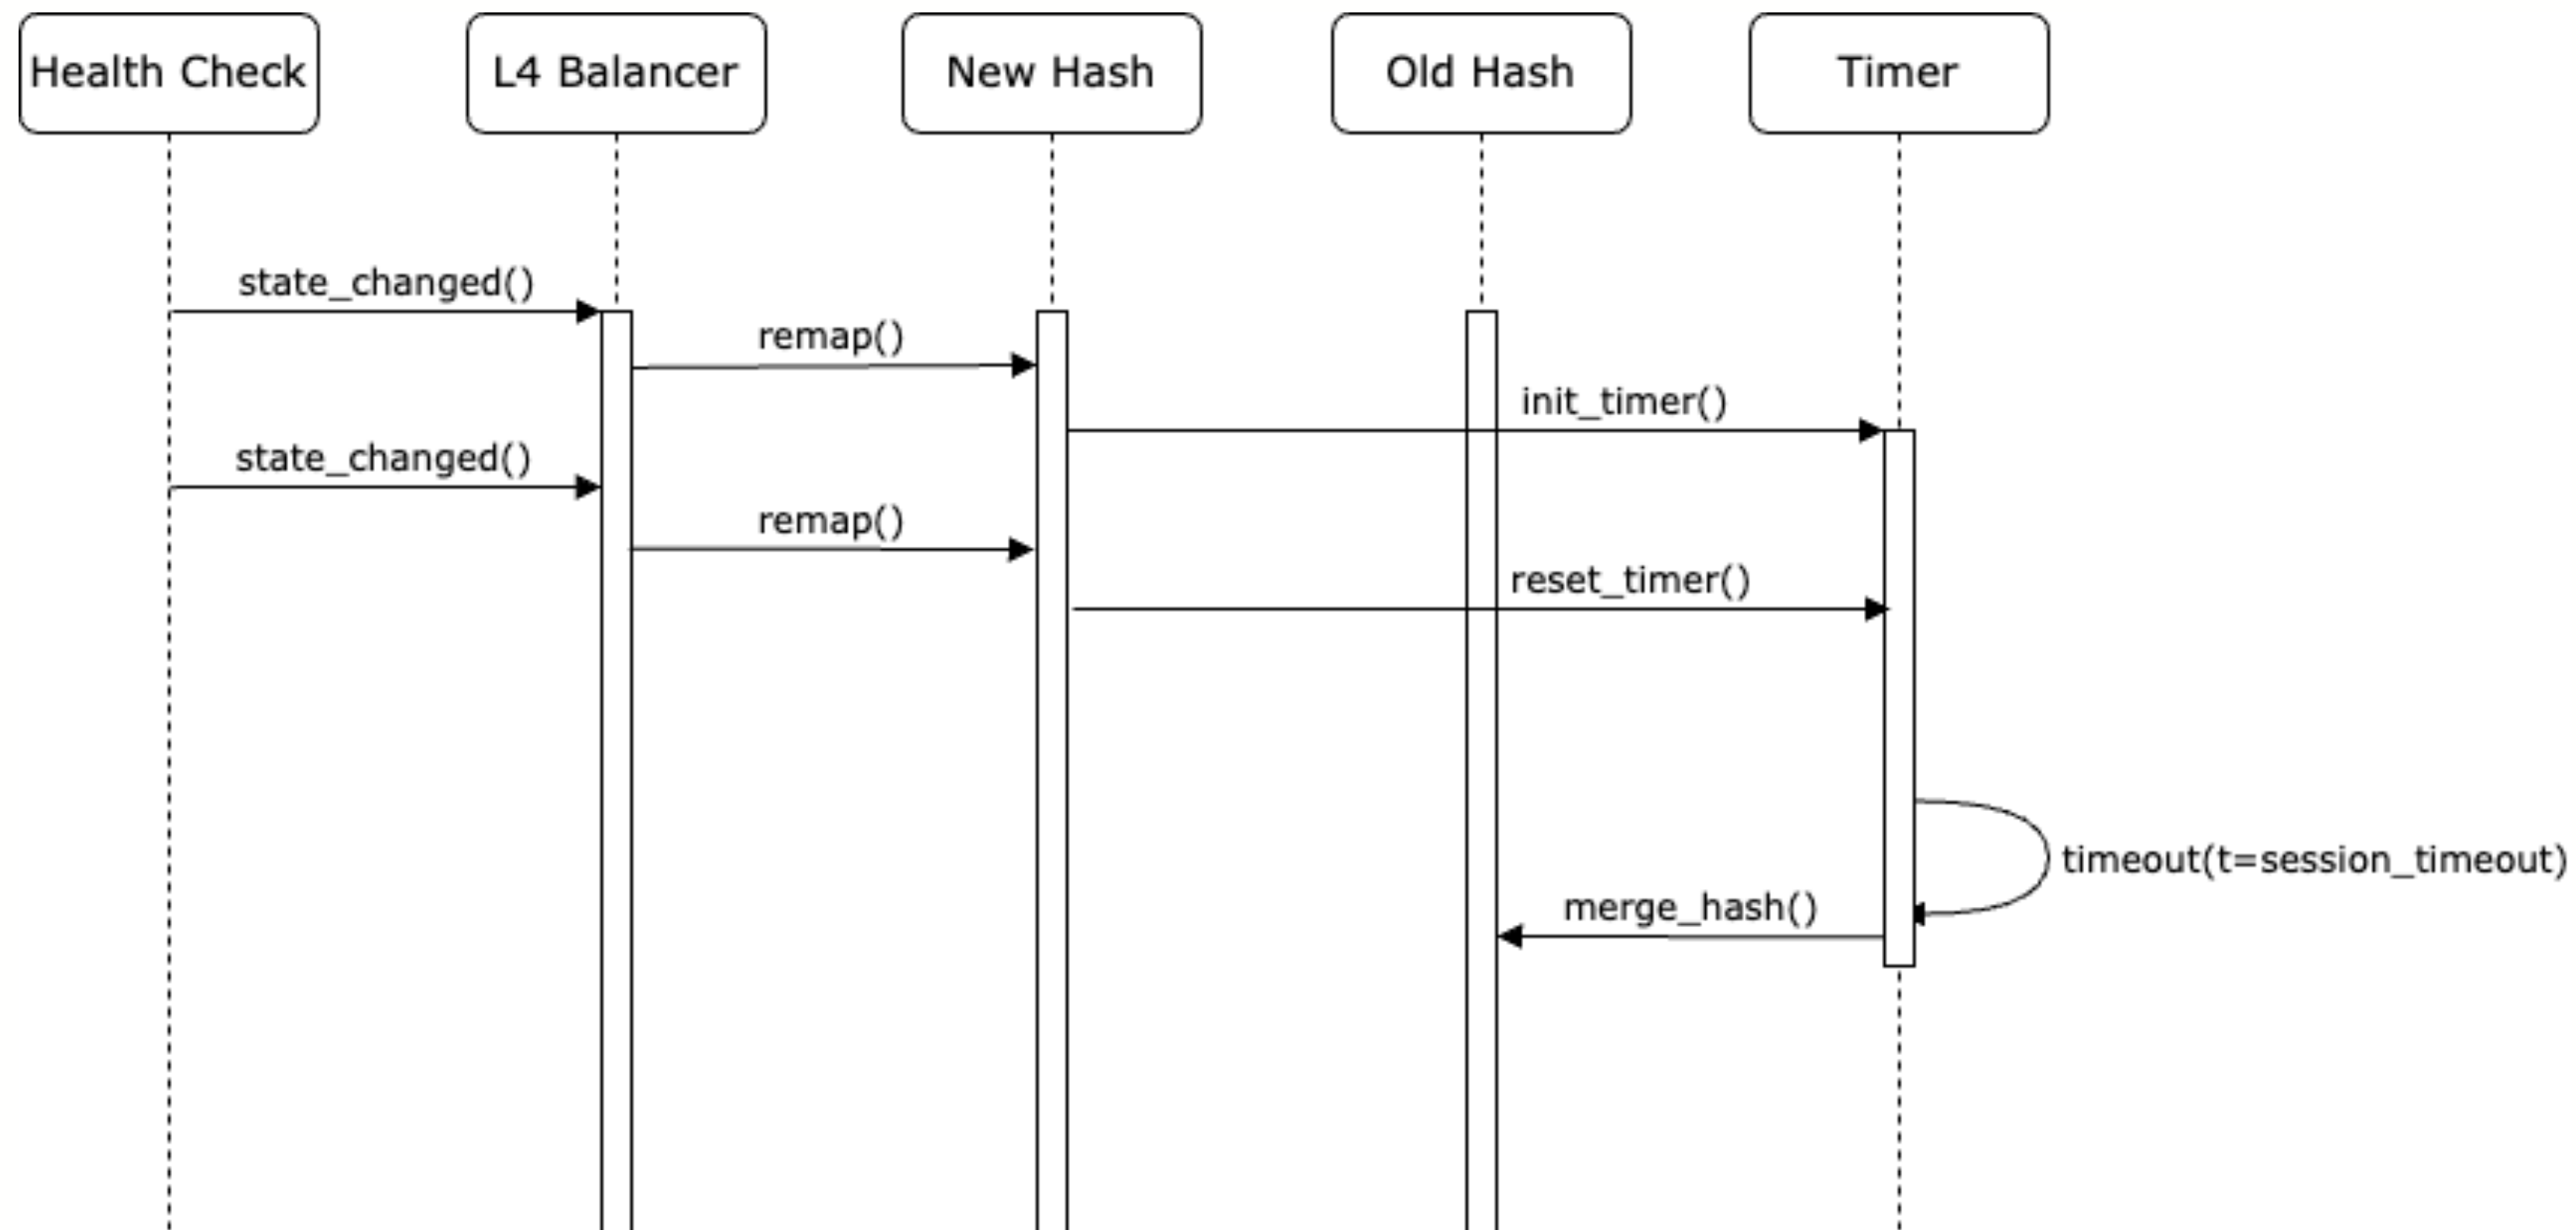 Health Check
L4 Balancer
New Hash
Old Hash
Timer
state_changed()
remap()
init_timer()
state_changed()
remap()
reset_timer()
timeout(t=session_timeout)
merge_hash()